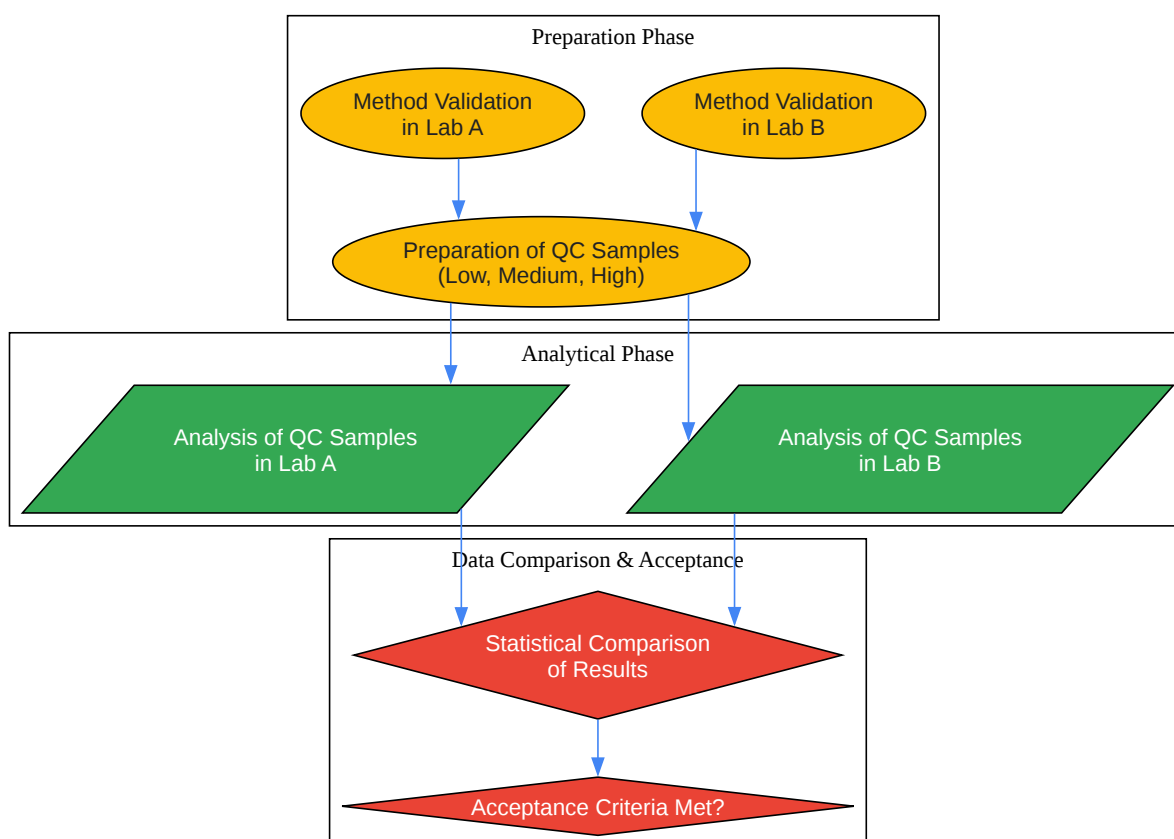 Preparation Phase
Method Validation
in Lab A
Method Validation
in Lab B
Preparation of QC Samples
(Low, Medium, High)
Analytical Phase
Analysis of QC Samples
in Lab A
Analysis of QC Samples
in Lab B
Data Comparison & Acceptance
Statistical Comparison
of Results
Acceptance Criteria Met?